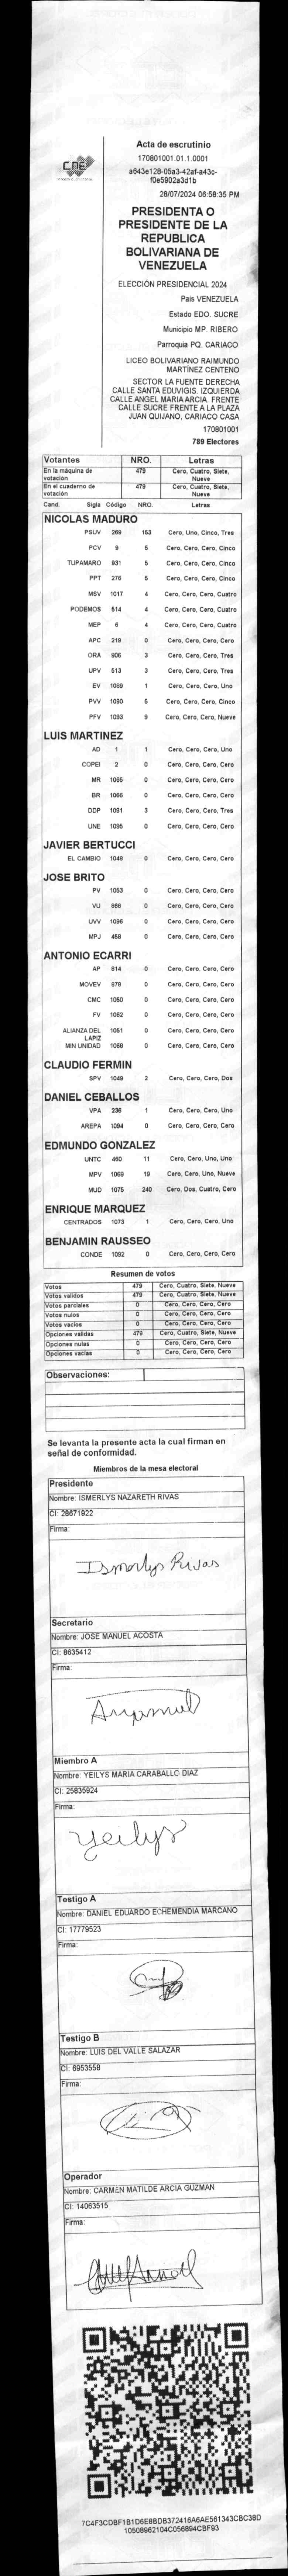 CNE
Acta de escrutinio
170801001.01.1.0001
a643e128-05a3-42af-a43c-
f0e5902a3d1b
28/07/2024 06:58:35 PM
PRESIDENTA O
PRESIDENTE DE LA
REPUBLICA
BOLIVARIANA DE
VENEZUELA
ELECCIÓN PRESIDENCIAL 2024
Pais VENEZUELA
Estado EDO. SUCRE
Municipio MP. RIBERO
Parroquia PQ. CARIACO
LICEO BOLIVARIANO RAIMUNDO
MARTÍNEZ CENTENO
SECTOR LA FUENTE DERECHA
CALLE SANTA EDUVIGIS. IZQUIERDA
CALLE ANGEL MARIA ARCIA. FRENTE
CALLE SUCRE FRENTE A LA PLAZA
JUAN QUIJANO, CARIACO CASA
170801001
789 Electores
Votantes NRO. Letras
En la máquina de votación 479 Cero, Cuatro, Siete, Nueve
En el cuaderno de votación 479 Cero, Cuatro, Siete, Nueve
Cand. Sigla Código NRO. Letras
NICOLAS MADURO
PSUV 269 153 Cero, Uno, Cinco, Tres
PCV 9 5 Cero, Cero, Cero, Cinco
TUPAMARO 931 5 Cero, Cero, Cero, Cinco
PPT 276 5 Cero, Cero, Cero, Cinco
MSV 1017 4 Cero, Cero, Cero, Cuatro
PODEMOS 514 4 Cero, Cero, Cero, Cuatro
MEP 6 4 Cero, Cero, Cero, Cuatro
APC 219 0 Cero, Cero, Cero, Cero
ORA 906 3 Cero, Cero, Cero, Tres
UPV 513 3 Cero, Cero, Cero, Tres
EV 1089 1 Cero, Cero, Cero, Uno
PVV 1090 5 Cero, Cero, Cero, Cinco
PFV 1093 9 Cero, Cero, Cero, Nueve
LUIS MARTINEZ
AD 1 1 Cero, Cero, Cero, Uno
COPEI 2 0 Cero, Cero, Cero, Cero
MR 1065 0 Cero, Cero, Cero, Cero
BR 1066 0 Cero, Cero, Cero, Cero
DDP 1091 3 Cero, Cero, Cero, Tres
UNE 1095 0 Cero, Cero, Cero, Cero
JAVIER BERTUCCI
EL CAMBIO 1048 0 Cero, Cero, Cero, Cero
JOSE BRITO
PV 1053 0 Cero, Cero, Cero, Cero
VU 868 0 Cero, Cero, Cero, Cero
UVV 1096 0 Cero, Cero, Cero, Cero
MPJ 458 0 Cero, Cero, Cero, Cero
ANTONIO ECARRI
AP 814 0 Cero, Cero, Cero, Cero
MOVEV 878 0 Cero, Cero, Cero, Cero
CMC 1050 0 Cero, Cero, Cero, Cero
FV 1062 0 Cero, Cero, Cero, Cero
ALIANZA DEL LAPIZ 1051 0 Cero, Cero, Cero, Cero
MIN UNIDAD 1068 0 Cero, Cero, Cero, Cero
CLAUDIO FERMIN
SPV 1049 2 Cero, Cero, Cero, Dos
DANIEL CEBALLOS
VPA 236 1 Cero, Cero, Cero, Uno
AREPA 1094 0 Cero, Cero, Cero, Cero
EDMUNDO GONZALEZ
UNTC 460 11 Cero, Cero, Uno, Uno
MPV 1069 19 Cero, Cero, Uno, Nueve
MUD 1075 240 Cero, Dos, Cuatro, Cero
ENRIQUE MARQUEZ
CENTRADOS 1073 1 Cero, Cero, Cero, Uno
BENJAMIN RAUSSEO
CONDE 1092 0 Cero, Cero, Cero, Cero
Resumen de votos
Votos 479 Cero, Cuatro, Siete, Nueve
Votos validos 479 Cero, Cuatro, Siete, Nueve
Votos parciales 0 Cero, Cero, Cero, Cero
Votos nulos 0 Cero, Cero, Cero, Cero
Votos vacios 0 Cero, Cero, Cero, Cero
Opciones validas 479 Cero, Cuatro, Siete, Nueve
Opciones nulas 0 Cero, Cero, Cero, Cero
Opciones vacias 0 Cero, Cero, Cero, Cero
Observaciones:
Se levanta la presente acta la cual firman en
señal de conformidad.
Miembros de la mesa electoral
Presidente
Nombre: ISMERLYS NAZARETH RIVAS
CI: 28671922
Firma:
Ismerlys Rivas
Secretario
Nombre: JOSE MANUEL ACOSTA
CI: 8635412
Firma:
Miembro A
Nombre: YEILYS MARIA CARABALLO DIAZ
CI: 25835924
Firma:
Yeilys
Testigo A
Nombre: DANIEL EDUARDO ECHEMENDIA MARCANO
CI: 17779523
Firma:
Testigo B
Nombre: LUIS DEL VALLE SALAZAR
CI: 6953558
Firma:
Operador
Nombre: CARMEN MATILDE ARCIA GUZMAN
CI: 14063515
Firma:
7C4F3CDBF1B1D6E8BDB372416A6AE561343CBC38D
10508962104C056894CBF93